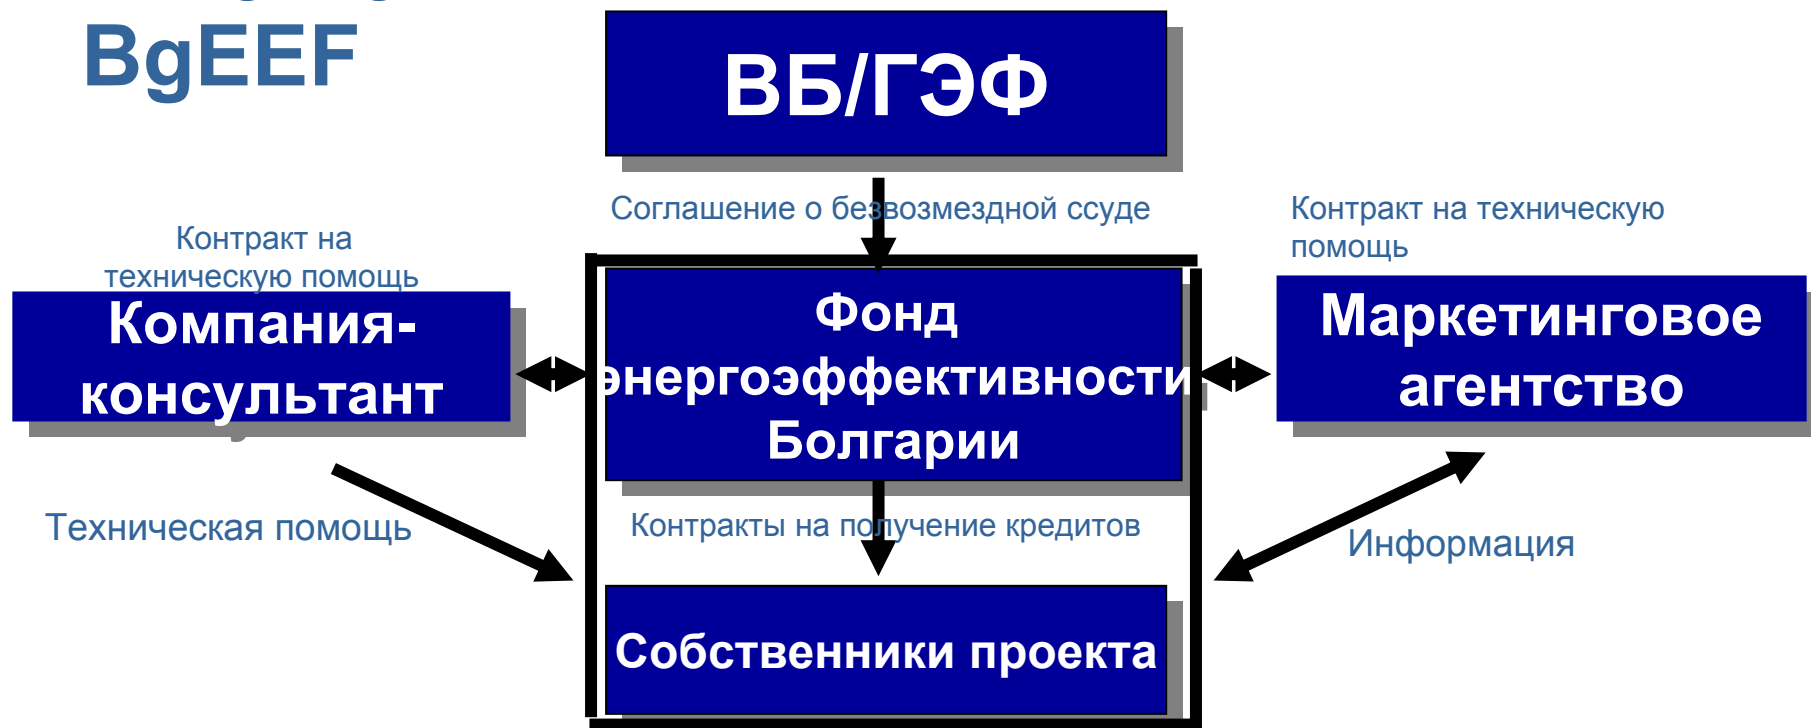 BgEEF
ВБ/ГЭФ
Соглашение о безвозмездной ссуде
Контракт на техническую
помощь
Контракт на
техническую помощь
Компания-
консультант
Фонд
энергоэффективности
Болгарии
Маркетинговое
агентство
Техническая помощь
Контракты на получение кредитов
Информация
Собственники проекта